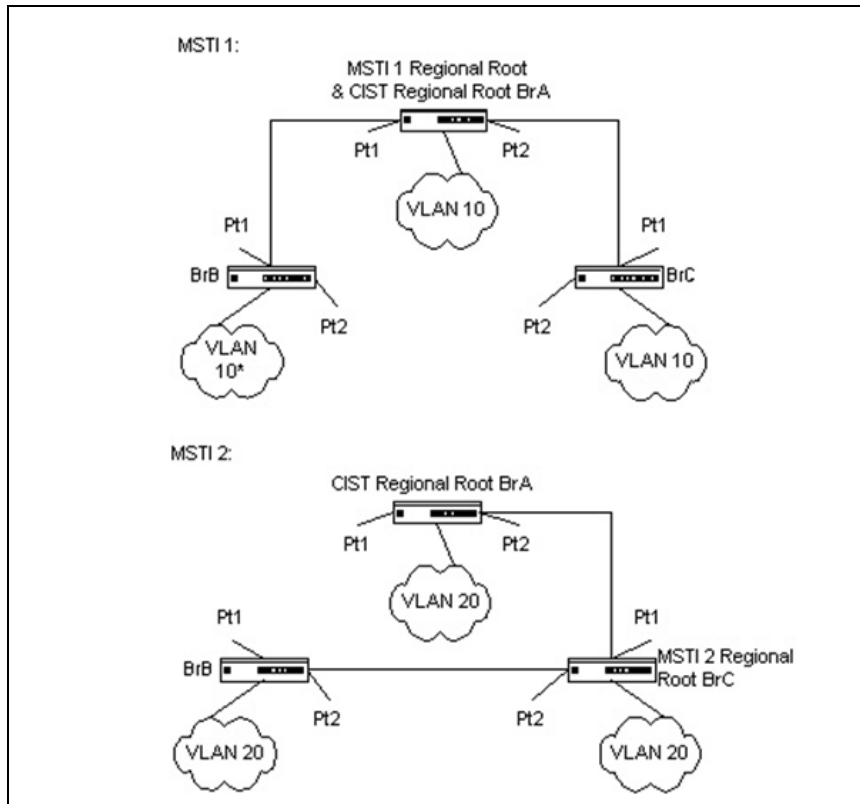 MSTI 1:
MSTI 1 Regional Root
& CIST Regional Root BrA
Pt1
Pt2
VLAN 10
Pt1
Pt1
BrB
BrC
Pt2
Pt2
VLAN
10*
VLAN 10
MSTI 2:
CIST Regional Root BrA
Pt1
Pt2
VLAN 20
Pt1
Pt1
BrB
MSTI 2 Regional
Root BrC
Pt2
Pt2
VLAN 20
VLAN 20